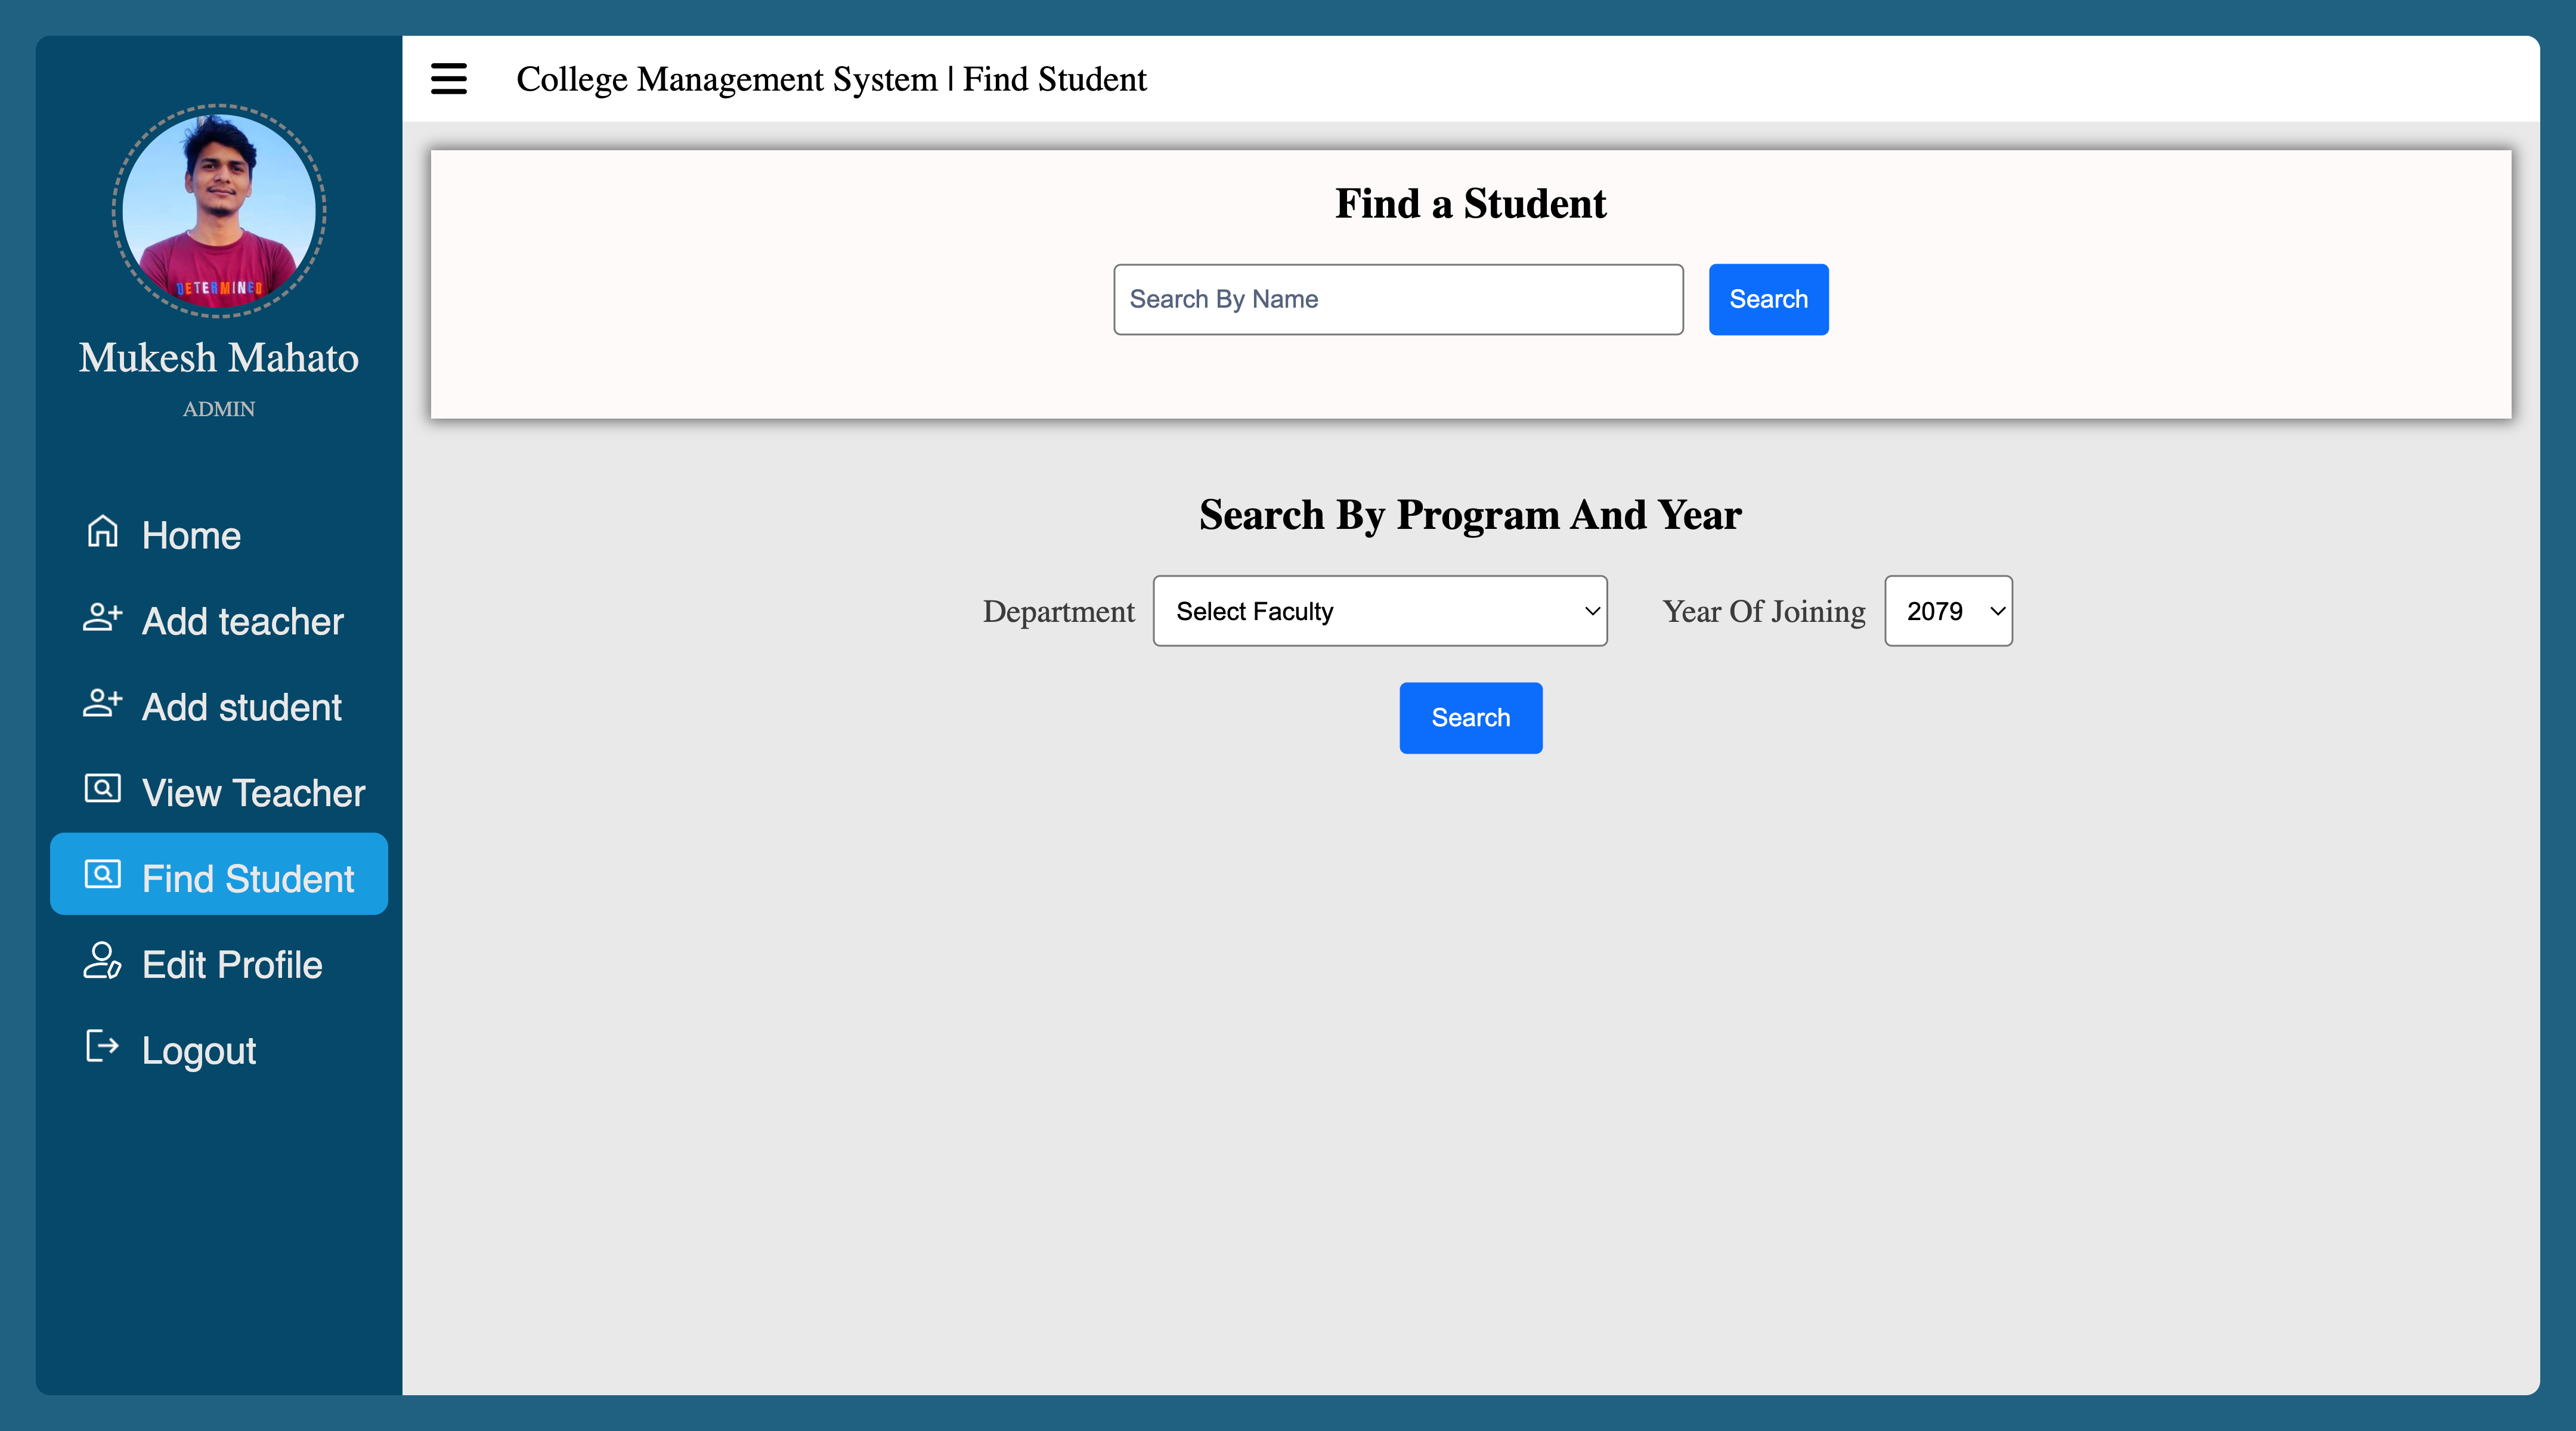 College Management System | Find Student
DETERMINED
Mukesh Mahato
ADMIN
Home
Add teacher
Add student
View Teacher
Find Student
Edit Profile
Logout
Find a Student
Search By Name
Search
Search By Program And Year
Department
Select Faculty
Year Of Joining
2079
Search